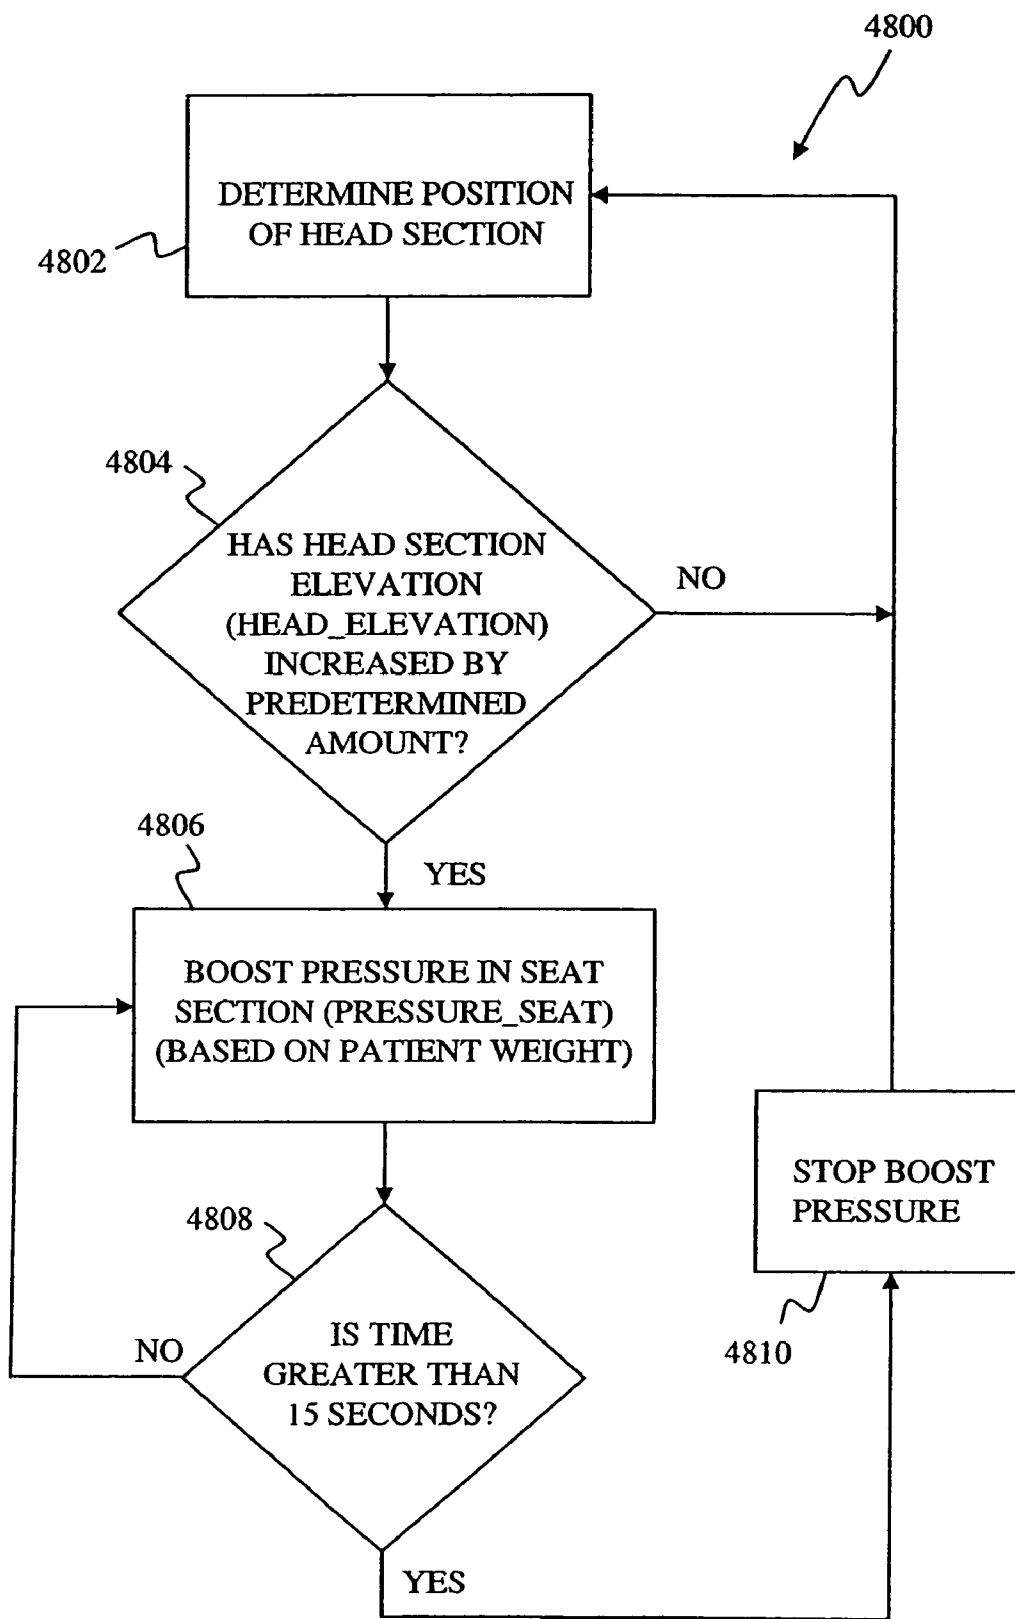 4800
DETERMINE POSITION
OF HEAD SECTION
4802
4804
HAS HEAD SECTION
ELEVATION
(HEAD_ELEVATION)
INCREASED BY
PREDETERMINED
AMOUNT?
NO
4806
YES
BOOST PRESSURE IN SEAT
SECTION (PRESSURE_SEAT)
(BASED ON PATIENT WEIGHT)
4808
NO
IS TIME
GREATER THAN
15 SECONDS?
YES
STOP BOOST
PRESSURE
4810